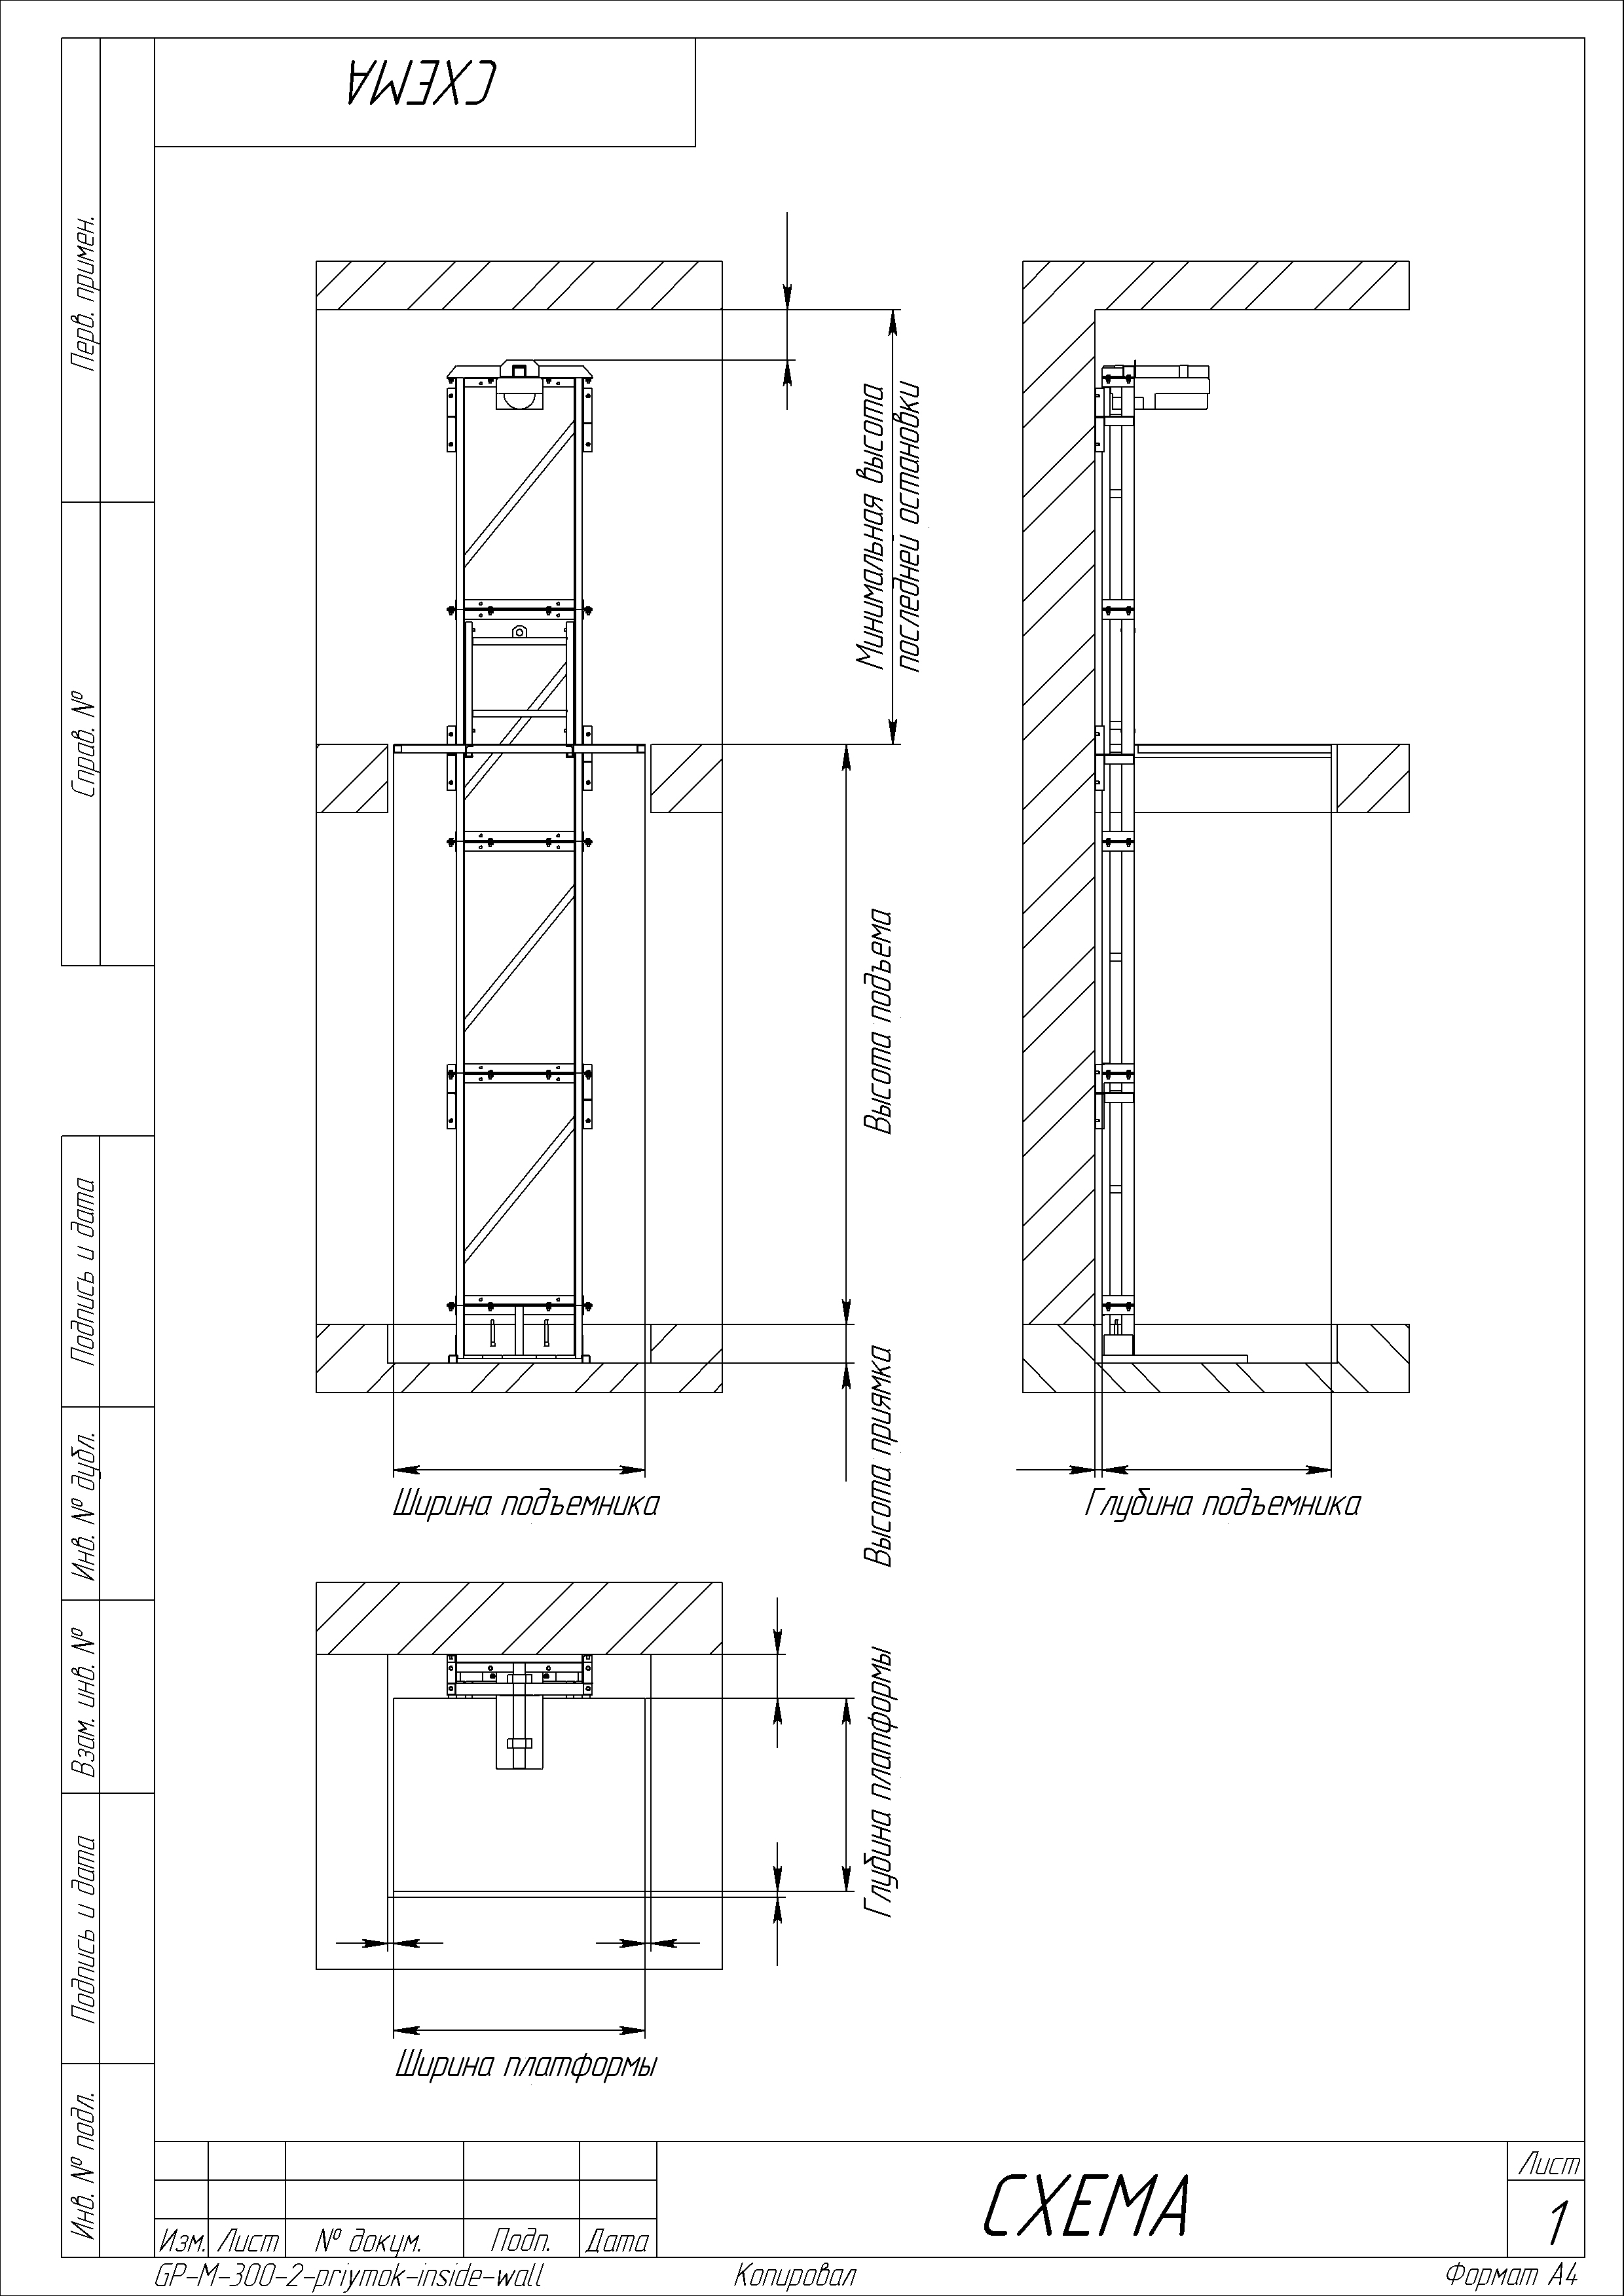 СХЕМА
Перв. примен.
Справ. №
Минимальная высота
последней остановки
Высота подъема
Высота приямка
Подпись и дата
Инв. № дубл.
Взам. инв. №
Подпись и дата
Инв. № подл.
Ширина подъемника
Глубина подъемника
Глубина платформы
Ширина платформы
Изм. Лист № докум. Подп. Дата
СХЕМА
Лист
1
GP-M-300-2-priymok-inside-wall
Копировал
Формат А4